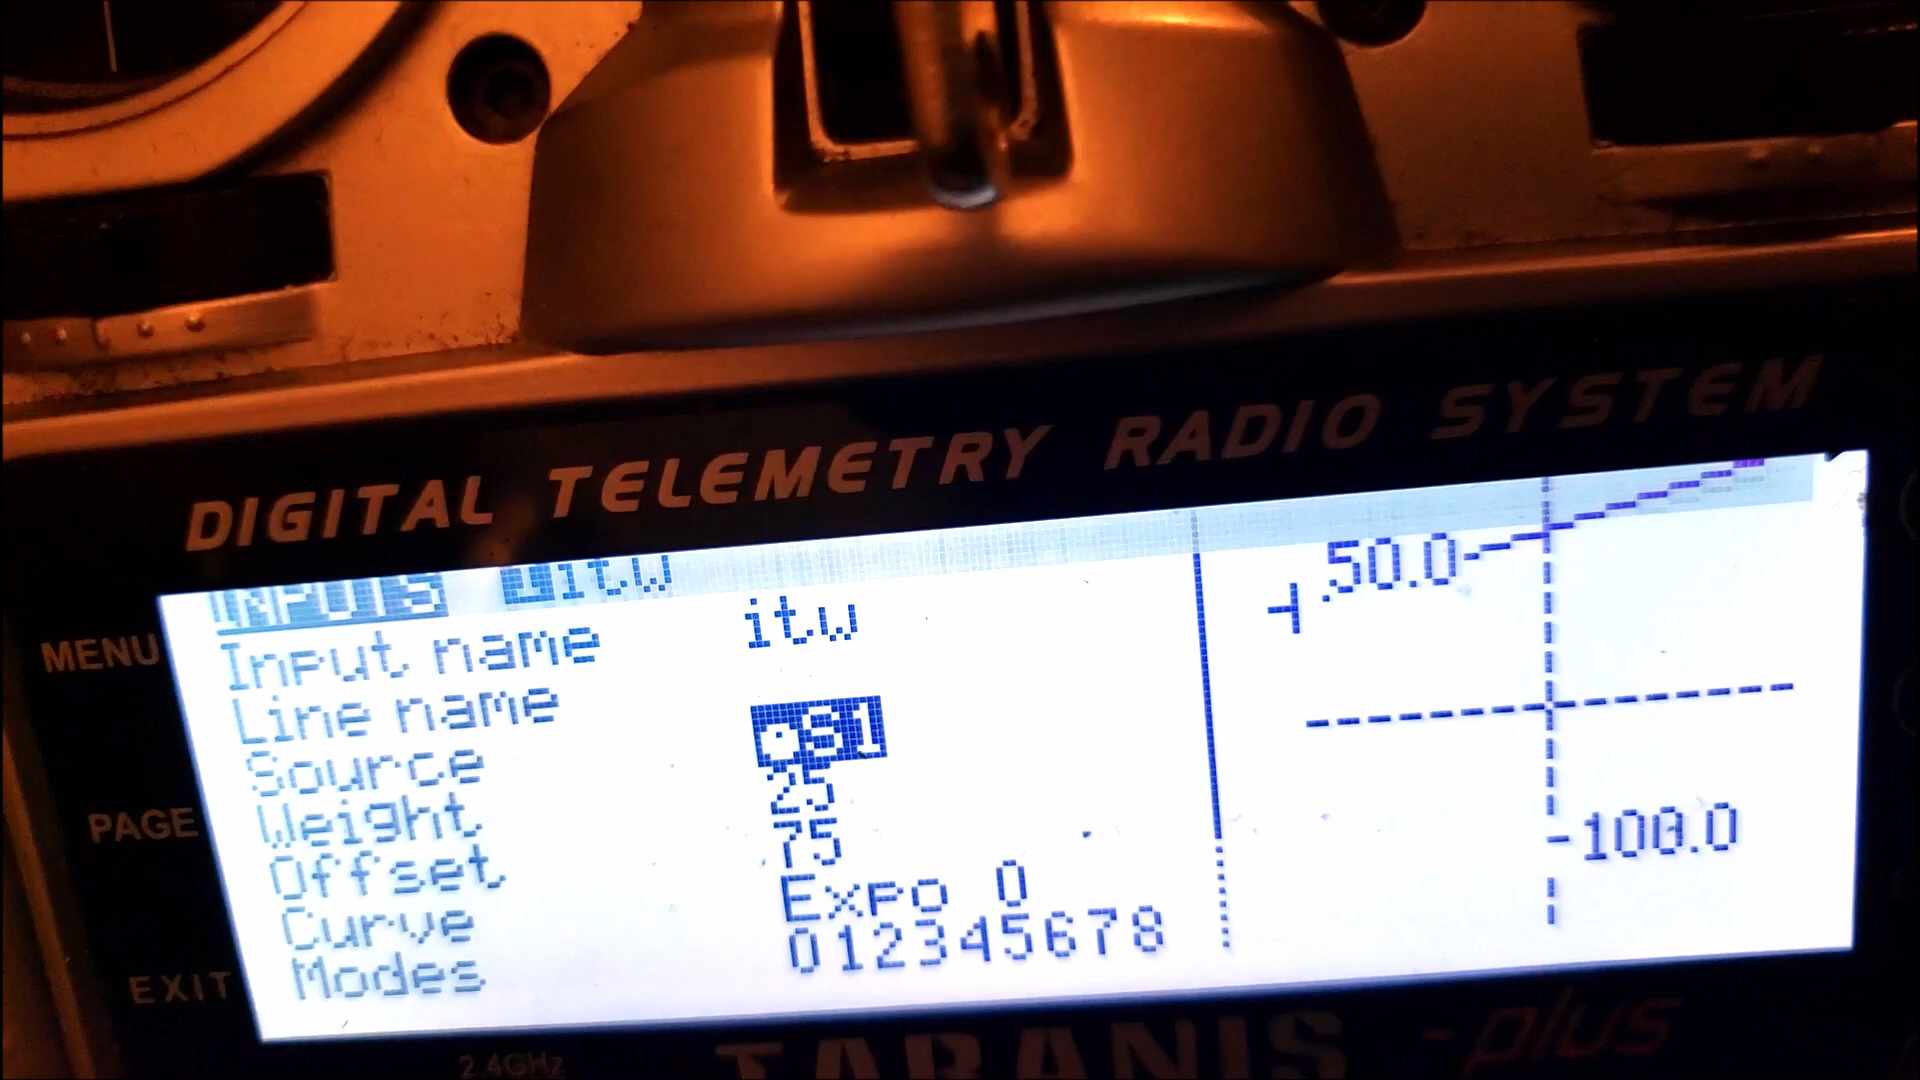 DIGITAL TELEMETRY RADIO SYSTEM
INPUTS itw
Input name itw
Line name
Source S1
Weight 25
Offset 75
Curve Expo 0
Modes 012345678
50.0
-100.0
MENU
PAGE
EXIT
2.4GHz
TARANIS -plus